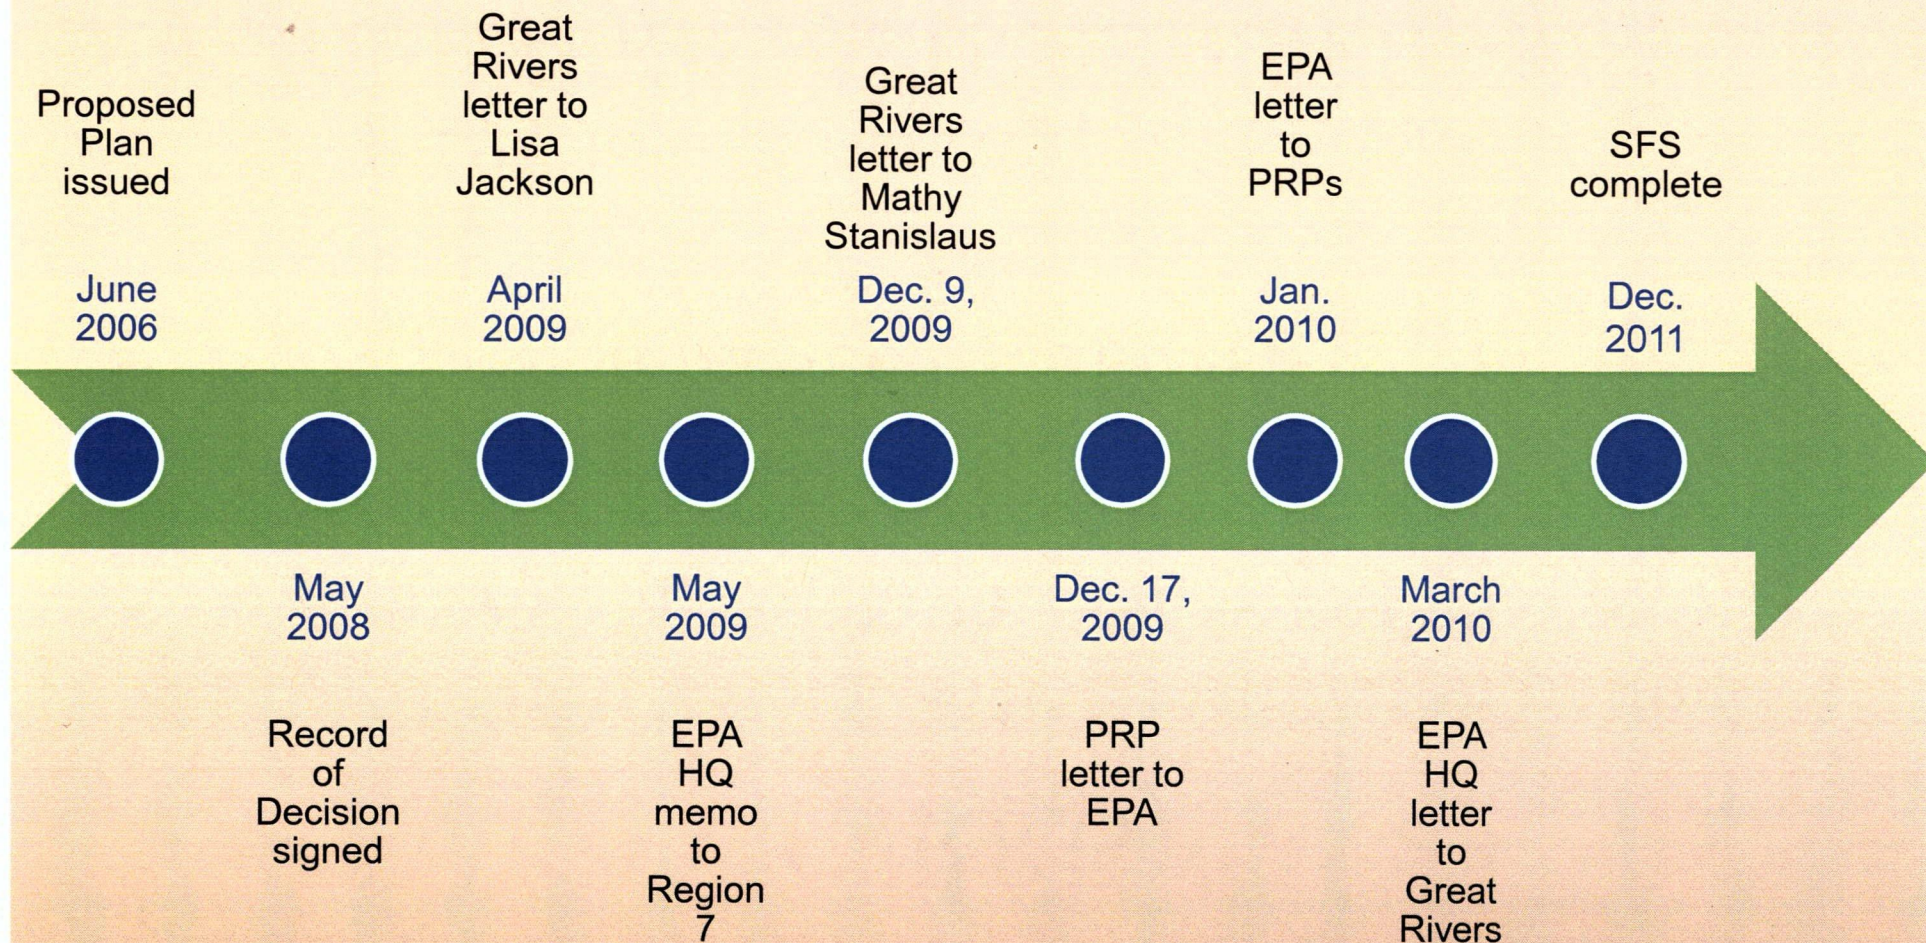 Proposed
Plan
issued
June
2006
May
2008
Record
of
Decision
signed
Great
Rivers
letter to
Lisa
Jackson
April
2009
May
2009
EPA
HQ
memo
to
Region
7
Great
Rivers
letter to
Mathy
Stanislaus
Dec. 9,
2009
Dec. 17,
2009
PRP
letter to
EPA
EPA
letter
to
PRPs
Jan.
2010
March
2010
EPA
HQ
letter
to
Great
Rivers
SFS
complete
Dec.
2011